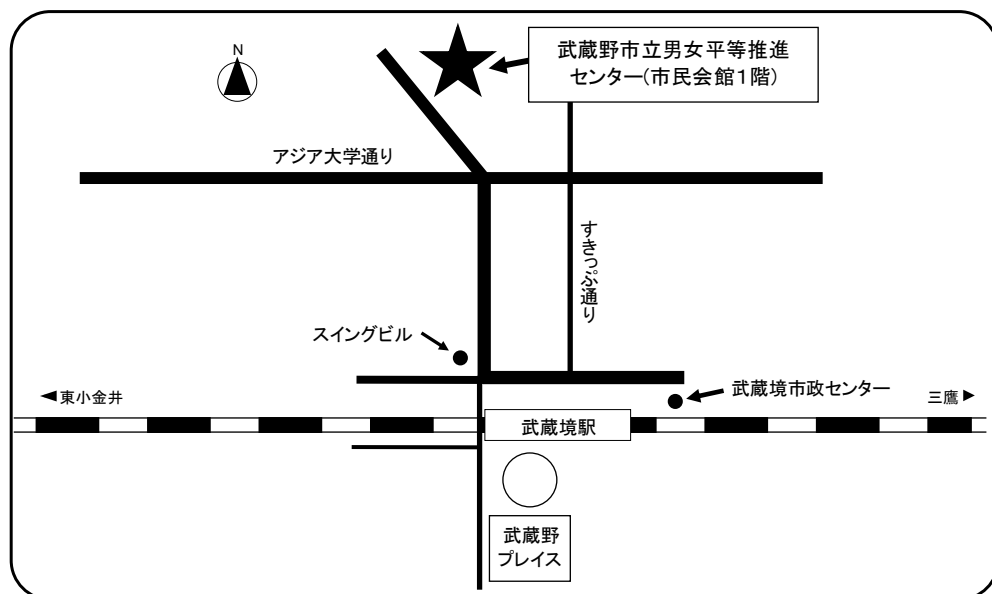 N
武蔵野市立男女平等推進
センター(市民会館１階)
アジア大学通り
すきっぷ通り
スイングビル
◀東小金井
武蔵境市政センター
三鷹▶
武蔵境駅
武蔵野
プレイス